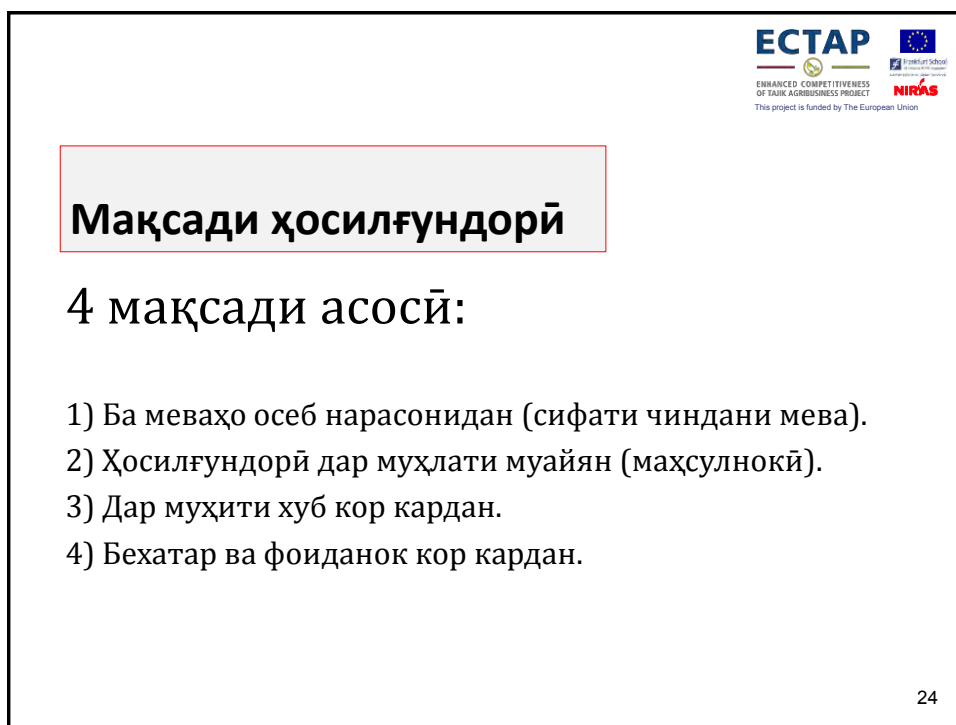 ECTAP
ENHANCED COMPETITIVENESS
OF TAJIK AGRIBUSINESS PROJECT
Frankfurt School
NIRAS
This project is funded by The European Union
Мақсади ҳосилғундорӣ
4 мақсади асосӣ:
1) Ба меваҳо осеб нарасонидан (сифати чиндани мева).
2) Ҳосилғундорӣ дар муҳлати муайян (маҳсулнокӣ).
3) Дар муҳити хуб кор кардан.
4) Бехатар ва фоиданок кор кардан.
24